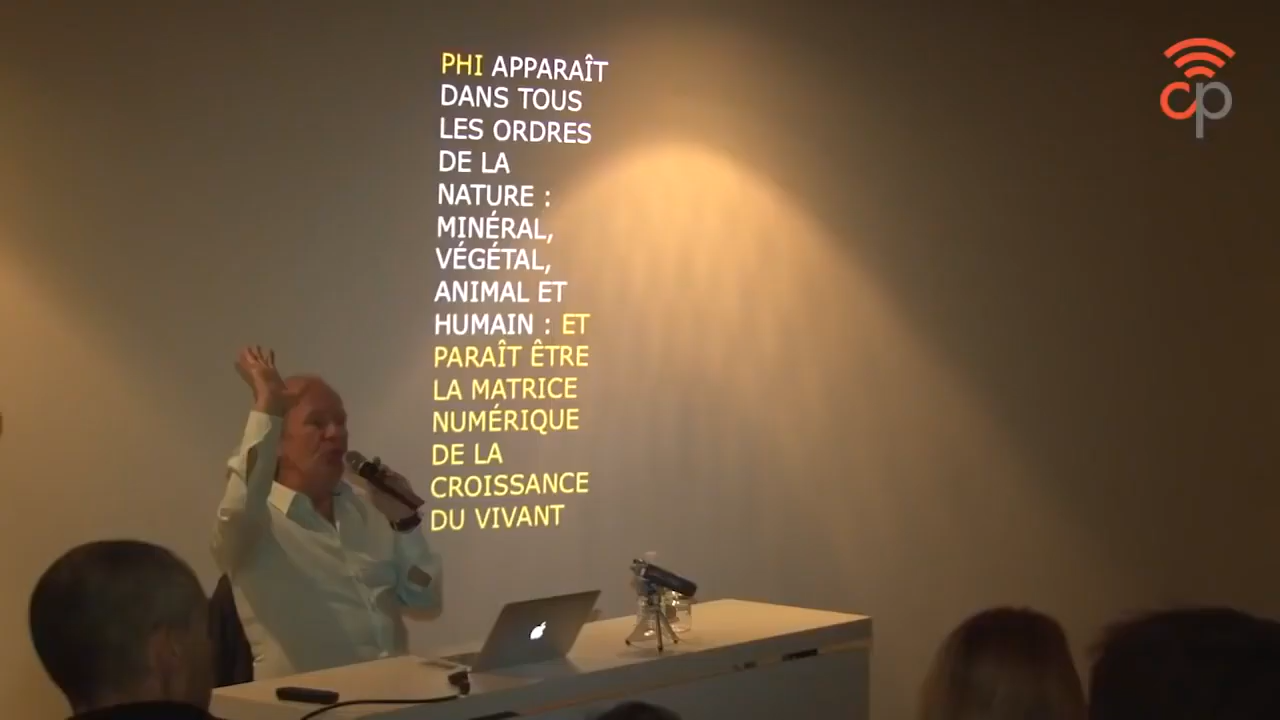 PHI APPARAÎT
DANS TOUS
LES ORDRES
DE LA
NATURE :
MINÉRAL,
VÉGÉTAL,
ANIMAL ET
HUMAIN : ET
PARAÎT ÊTRE
LA MATRICE
NUMÉRIQUE
DE LA
CROISSANCE
DU VIVANT
cp